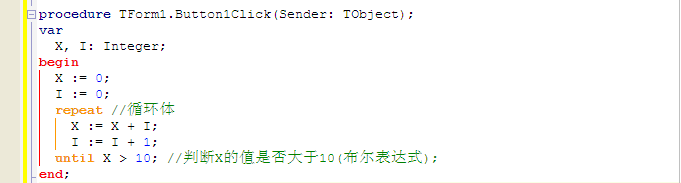 procedure TForm1.Button1Click(Sender: TObject);
var
  X, I: Integer;
begin
  X := 0;
  I := 0;
  repeat //循环体
    X := X + I;
    I := I + 1;
  until X > 10; //判断X的值是否大于10(布尔表达式);
end;